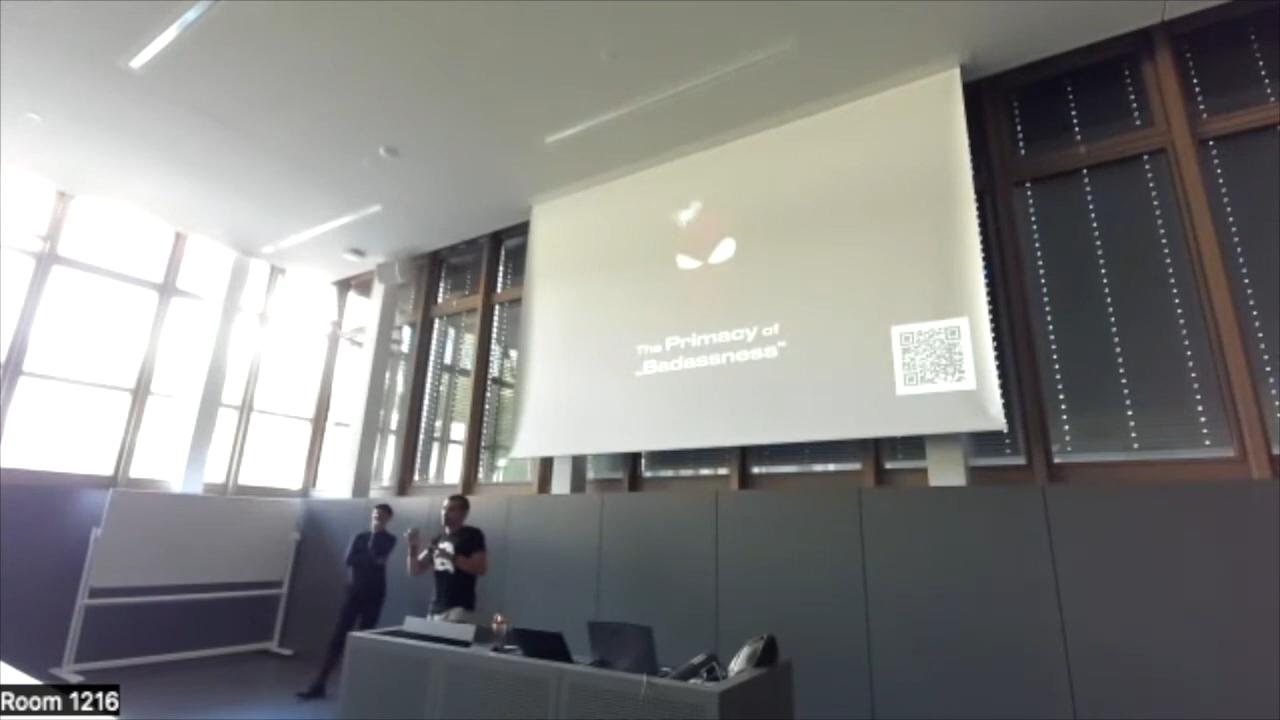 The Primacy of
„Badassness"
Room 1216